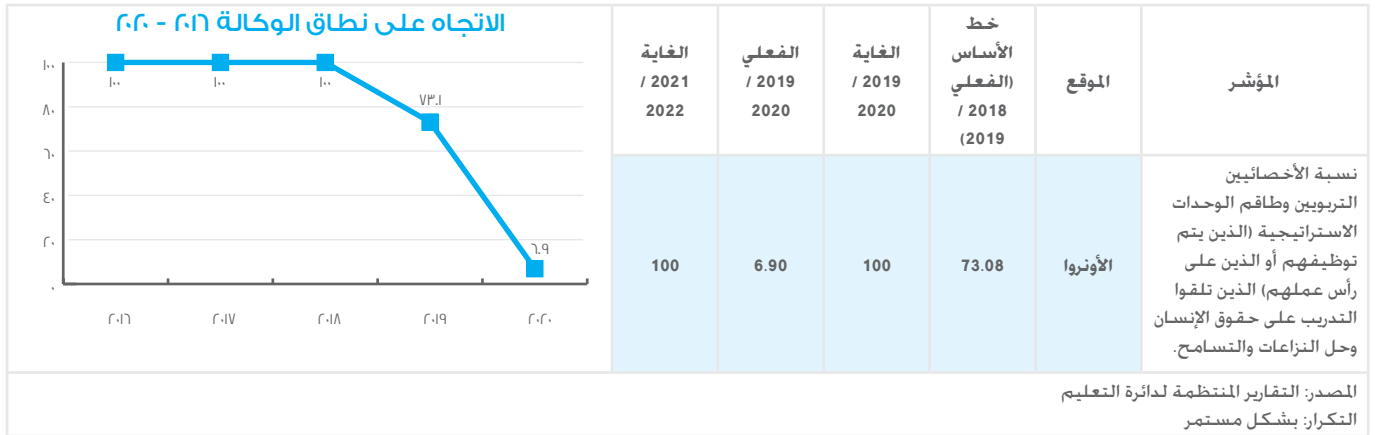 المؤشر
الموقع
خط
الأساس
(الفعلي
2018 /
2019)
الغاية
2019 /
2020
الفعلي
2019 /
2020
الغاية
2021 /
2022
الاتجاه على نطاق الوكالة ٢٠١٦ - ٢٠٢٠
نسبة الأخصائيين
التربويين وطاقم الوحدات
الاستراتيجية (الذين يتم
توظيفهم أو الذين على
رأس عملهم) الذين تلقوا
التدريب على حقوق الإنسان
وحل النزاعات والتسامح.
الأونروا
73.08
100
6.90
100
١٠٠
٨٠
٦٠
٤٠
٢٠
٠
١٠٠
١٠٠
١٠٠
٧٣.١
٦.٩
٢٠١٦
٢٠١٧
٢٠١٨
٢٠١٩
٢٠٢٠
المصدر: التقارير المنتظمة لدائرة التعليم
التكرار: بشكل مستمر